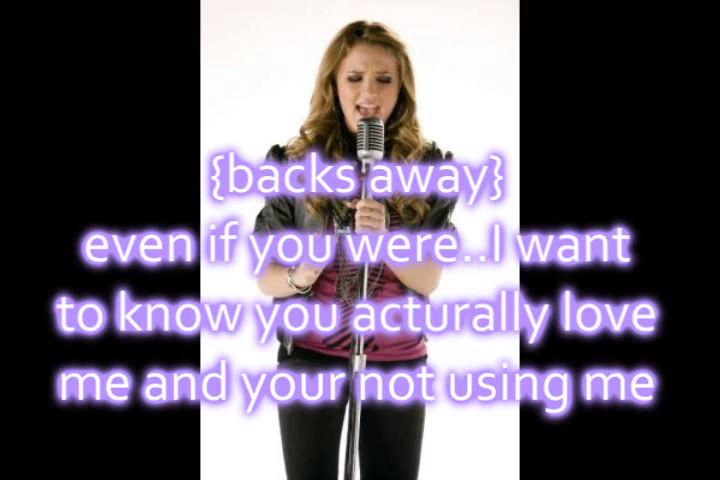 {backs away}
even if you were..I want
to know you acturally love
me and your not using me